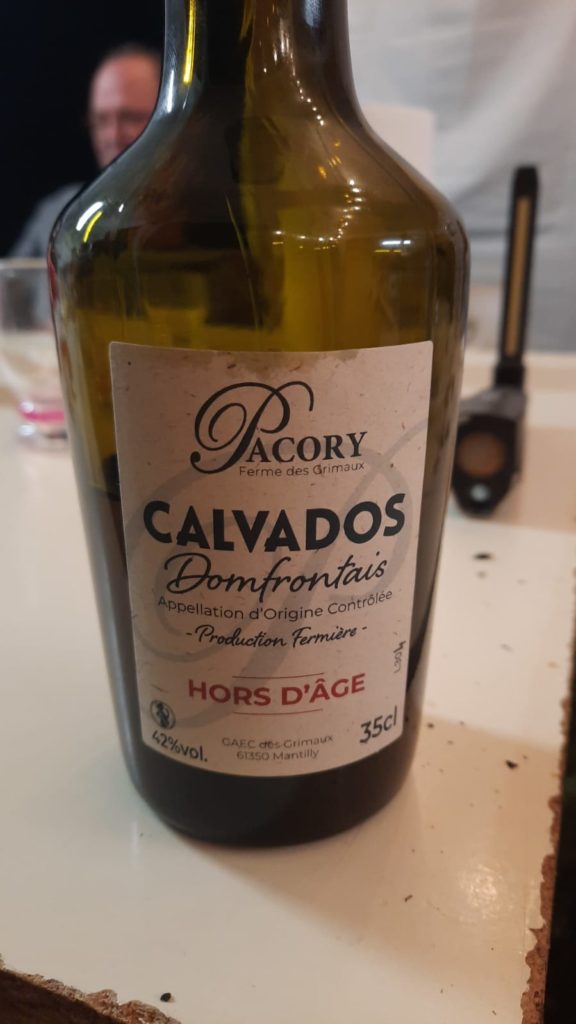 PACORY
Ferme des Grimaux
CALVADOS
Domfrontais
Appellation d'Origine Contrôlée
- Production Fermière -
HORS D'ÂGE
42%vol.
GAEC des Grimaux
61350 Mantilly
35cl